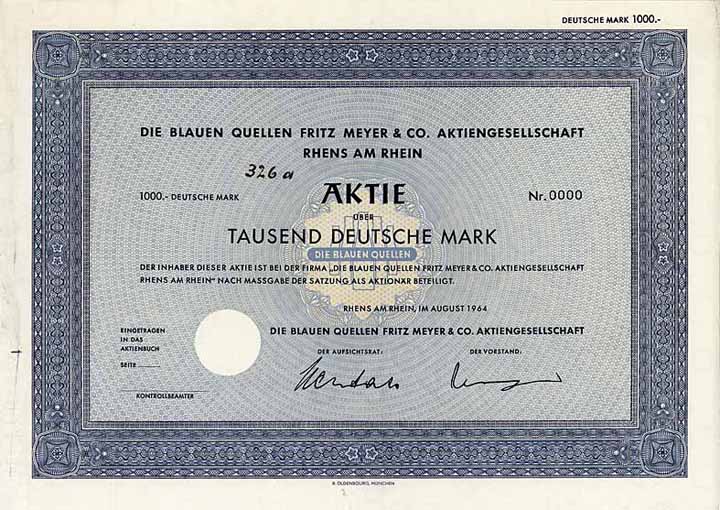 DEUTSCHE MARK 1000.-
DIE BLAUEN QUELLEN FRITZ MEYER & CO. AKTIENGESELLSCHAFT
RHENS AM RHEIN
326 a
1000.- DEUTSCHE MARK AKTIE Nr. 0000
ÜBER
TAUSEND DEUTSCHE MARK
DIE BLAUEN QUELLEN
DER INHABER DIESER AKTIE IST BEI DER FIRMA „DIE BLAUEN QUELLEN FRITZ MEYER & CO. AKTIENGESELLSCHAFT
RHENS AM RHEIN" NACH MASSGABE DER SATZUNG ALS AKTIONÄR BETEILIGT.
RHENS AM RHEIN, IM AUGUST 1964
EINGETRAGEN
IN DAS
AKTIENBUCH
SEITE
KONTROLLBEAMTER
DIE BLAUEN QUELLEN FRITZ MEYER & CO. AKTIENGESELLSCHAFT
DER AUFSICHTSRAT: DER VORSTAND:
R. OLDENBOURG, MÜNCHEN